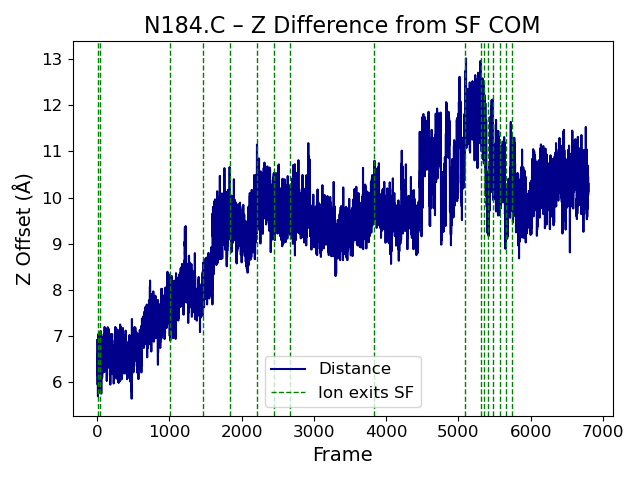 N184.C – Z Difference from SF COM
Z Offset (Å)
13
12
11
10
9
8
7
6
Distance
Ion exits SF
0 1000 2000 3000 4000 5000 6000 7000
Frame